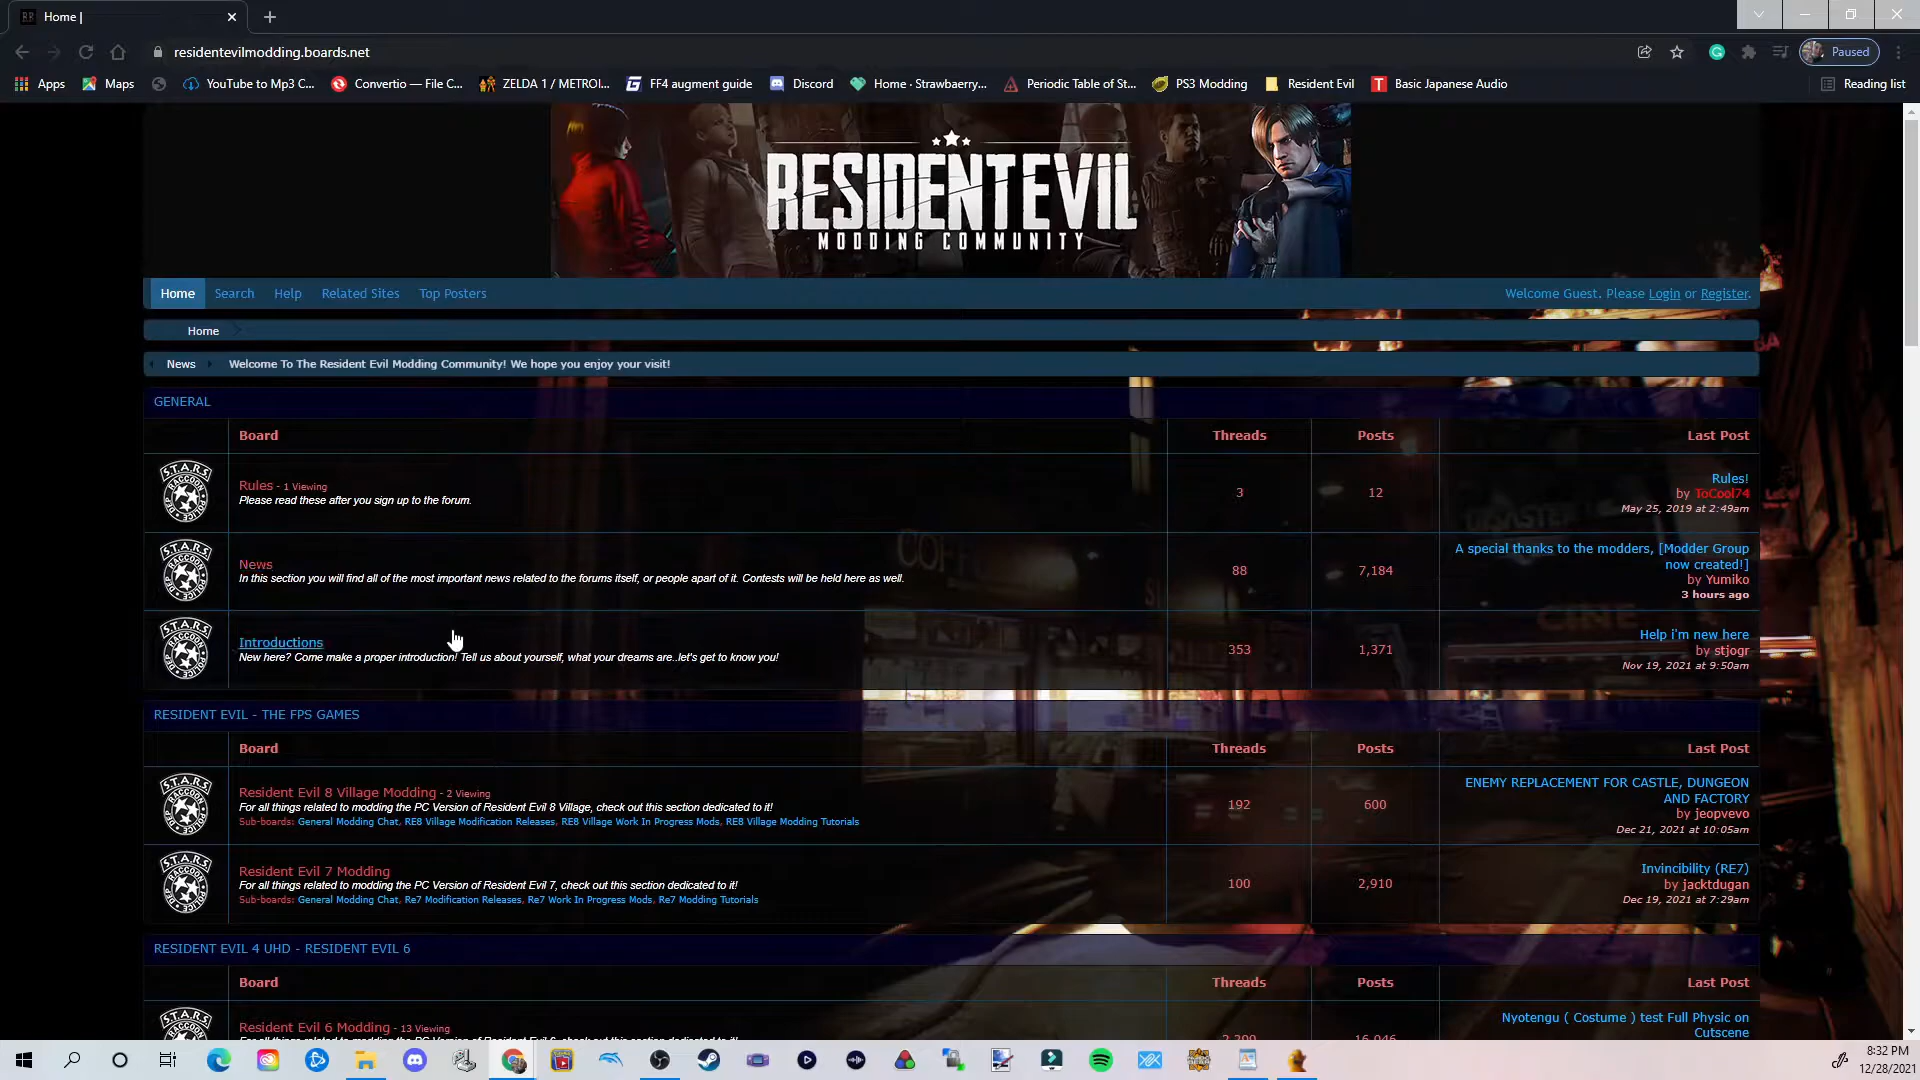 Home |
residentevilmodding.boards.net
Paused
Apps
Maps
YouTube to Mp3 C...
Convertio — File C...
ZELDA 1 / METROI...
FF4 augment guide
Discord
Home · Strawbaerry...
Periodic Table of St...
PS3 Modding
Resident Evil
Basic Japanese Audio
Reading list
RESIDENT EVIL
MODDING COMMUNITY
Home Search Help Related Sites Top Posters Welcome Guest. Please Login or Register.
Home
News Welcome To The Resident Evil Modding Community! We hope you enjoy your visit!
GENERAL
Board Threads Posts Last Post
Rules - 1 Viewing
Please read these after you sign up to the forum.
3 12
Rules!
by ToCool74
May 25, 2019 at 2:49am
News
In this section you will find all of the most important news related to the forums itself, or people apart of it. Contests will be held here as well.
88 7,184
A special thanks to the modders, [Modder Group
now created!]
by Yumiko
3 hours ago
Introductions
New here? Come make a proper introduction! Tell us about yourself, what your dreams are..let's get to know you!
353 1,371
Help i'm new here
by stjogr
Nov 19, 2021 at 9:50am
RESIDENT EVIL - THE FPS GAMES
Board Threads Posts Last Post
Resident Evil 8 Village Modding - 2 Viewing
For all things related to modding the PC Version of Resident Evil 8 Village, check out this section dedicated to it!
Sub-boards: General Modding Chat, RE8 Village Modification Releases, RE8 Village Work In Progress Mods, RE8 Village Modding Tutorials
192 600
ENEMY REPLACEMENT FOR CASTLE, DUNGEON
AND FACTORY
by jeopvevo
Dec 21, 2021 at 10:05am
Resident Evil 7 Modding
For all things related to modding the PC Version of Resident Evil 7, check out this section dedicated to it!
Sub-boards: General Modding Chat, Re7 Modification Releases, Re7 Work In Progress Mods, Re7 Modding Tutorials
100 2,910
Invincibility (RE7)
by jacktdugan
Dec 19, 2021 at 7:29am
RESIDENT EVIL 4 UHD - RESIDENT EVIL 6
Board Threads Posts Last Post
Resident Evil 6 Modding - 13 Viewing
Nyotengu ( Costume ) test Full Physic on
Cutscene
8:32 PM
12/28/2021